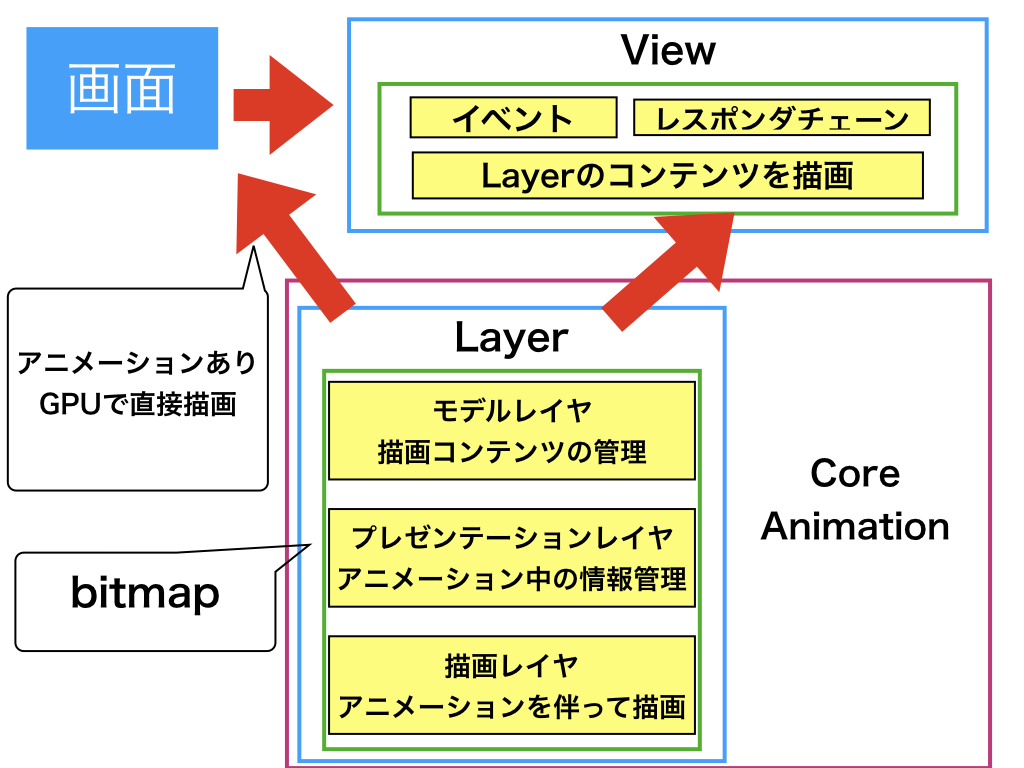 画面
View
イベント
レスポンダチェーン
Layerのコンテンツを描画
アニメーションあり
GPUで直接描画
bitmap
Layer
モデルレイヤ
描画コンテンツの管理
プレゼンテーションレイヤ
アニメーション中の情報管理
描画レイヤ
アニメーションを伴って描画
Core
Animation